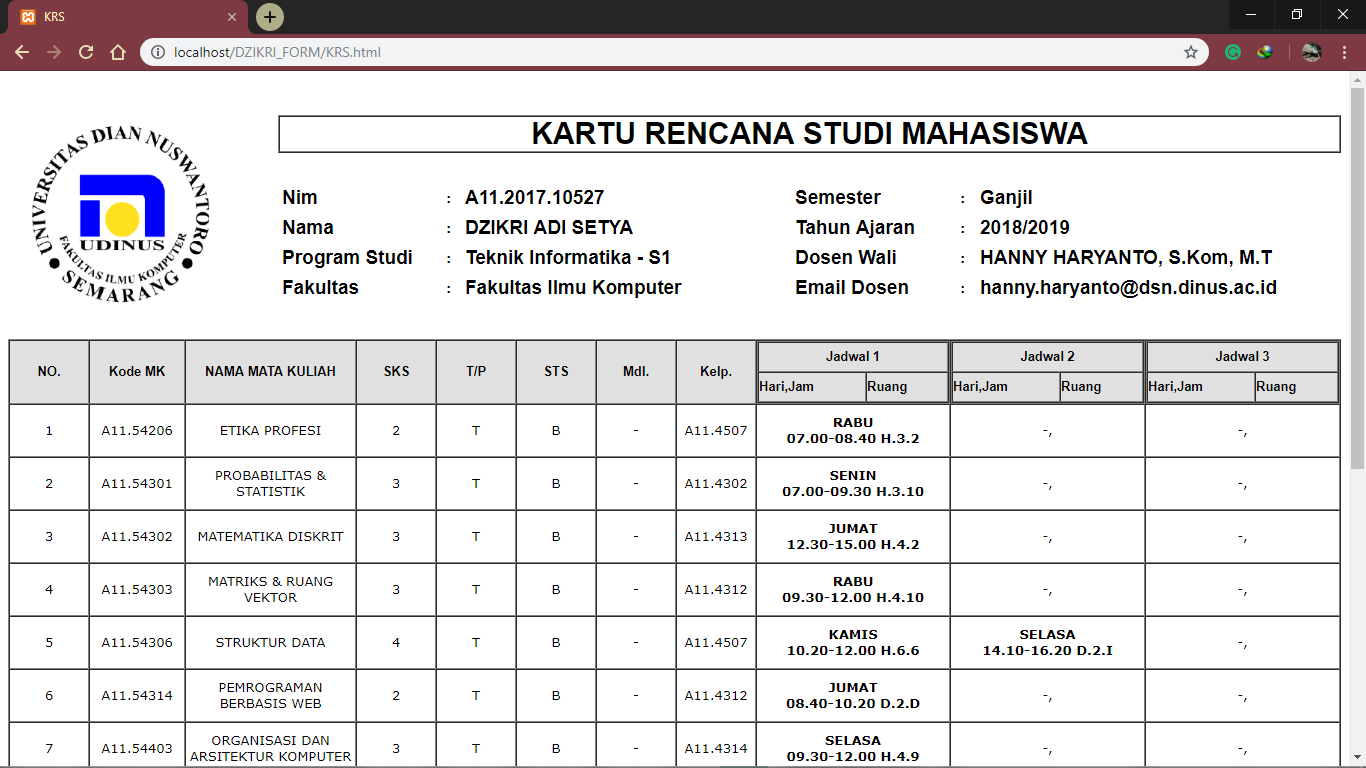 KRS
localhost/DZIKRI_FORM/KRS.html
UNIVERSITAS DIAN NUSWANTORO
UDINUS
FAKULTAS ILMU KOMPUTER
SEMARANG
KARTU RENCANA STUDI MAHASISWA
Nim : A11.2017.10527 Semester : Ganjil
Nama : DZIKRI ADI SETYA Tahun Ajaran : 2018/2019
Program Studi : Teknik Informatika - S1 Dosen Wali : HANNY HARYANTO, S.Kom, M.T
Fakultas : Fakultas Ilmu Komputer Email Dosen : hanny.haryanto@dsn.dinus.ac.id
NO. Kode MK NAMA MATA KULIAH SKS T/P STS Mdl. Kelp. Jadwal 1 Jadwal 2 Jadwal 3
Hari,Jam Ruang Hari,Jam Ruang Hari,Jam Ruang
1 A11.54206 ETIKA PROFESI 2 T B - A11.4507 RABU
07.00-08.40 H.3.2 -, -,
2 A11.54301 PROBABILITAS &
STATISTIK 3 T B - A11.4302 SENIN
07.00-09.30 H.3.10 -, -,
3 A11.54302 MATEMATIKA DISKRIT 3 T B - A11.4313 JUMAT
12.30-15.00 H.4.2 -, -,
4 A11.54303 MATRIKS & RUANG
VEKTOR 3 T B - A11.4312 RABU
09.30-12.00 H.4.10 -, -,
5 A11.54306 STRUKTUR DATA 4 T B - A11.4507 KAMIS
10.20-12.00 H.6.6 SELASA
14.10-16.20 D.2.I -,
6 A11.54314 PEMROGRAMAN
BERBASIS WEB 2 T B - A11.4312 JUMAT
08.40-10.20 D.2.D -, -,
7 A11.54403 ORGANISASI DAN
ARSITEKTUR KOMPUTER 3 T B - A11.4314 SELASA
09.30-12.00 H.4.9 -, -,